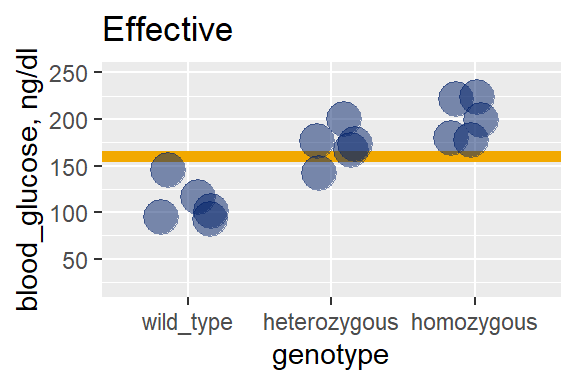 Effective
blood_glucose, ng/dl
250
200
150
100
50
wild_type heterozygous homozygous
genotype